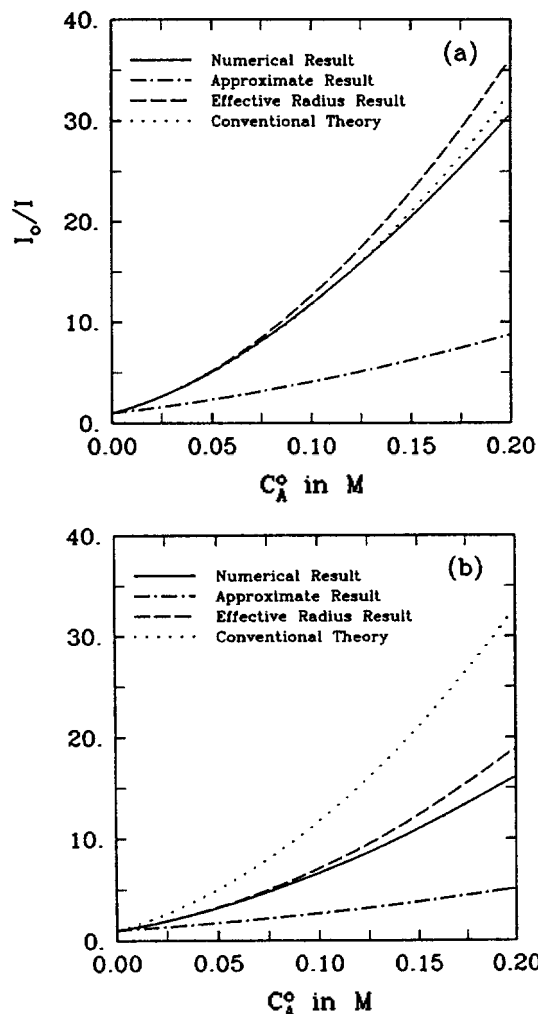 40.
(a)
Numerical Result
Approximate Result
Effective Radius Result
Conventional Theory
30.
I₀/I
20.
10.
0.
0.00 0.05 0.10 0.15 0.20
C°A in M
40.
(b)
Numerical Result
Approximate Result
Effective Radius Result
Conventional Theory
30.
20.
10.
0.
0.00 0.05 0.10 0.15 0.20
C°A in M